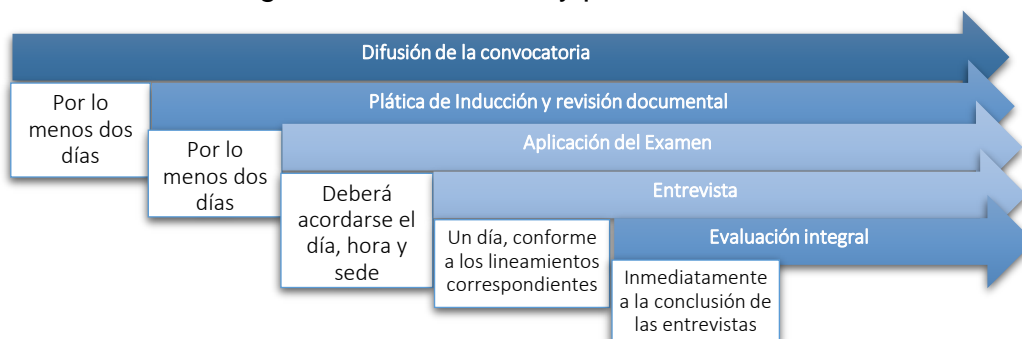 Difusión de la convocatoria
Por lo
menos dos
días
Plática de Inducción y revisión documental
Por lo
menos dos
días
Aplicación del Examen
Deberá
acordarse el
día, hora y
sede
Entrevista
Un día, conforme
a los lineamientos
correspondientes
Evaluación integral
Inmediatamente
a la conclusión de
las entrevistas